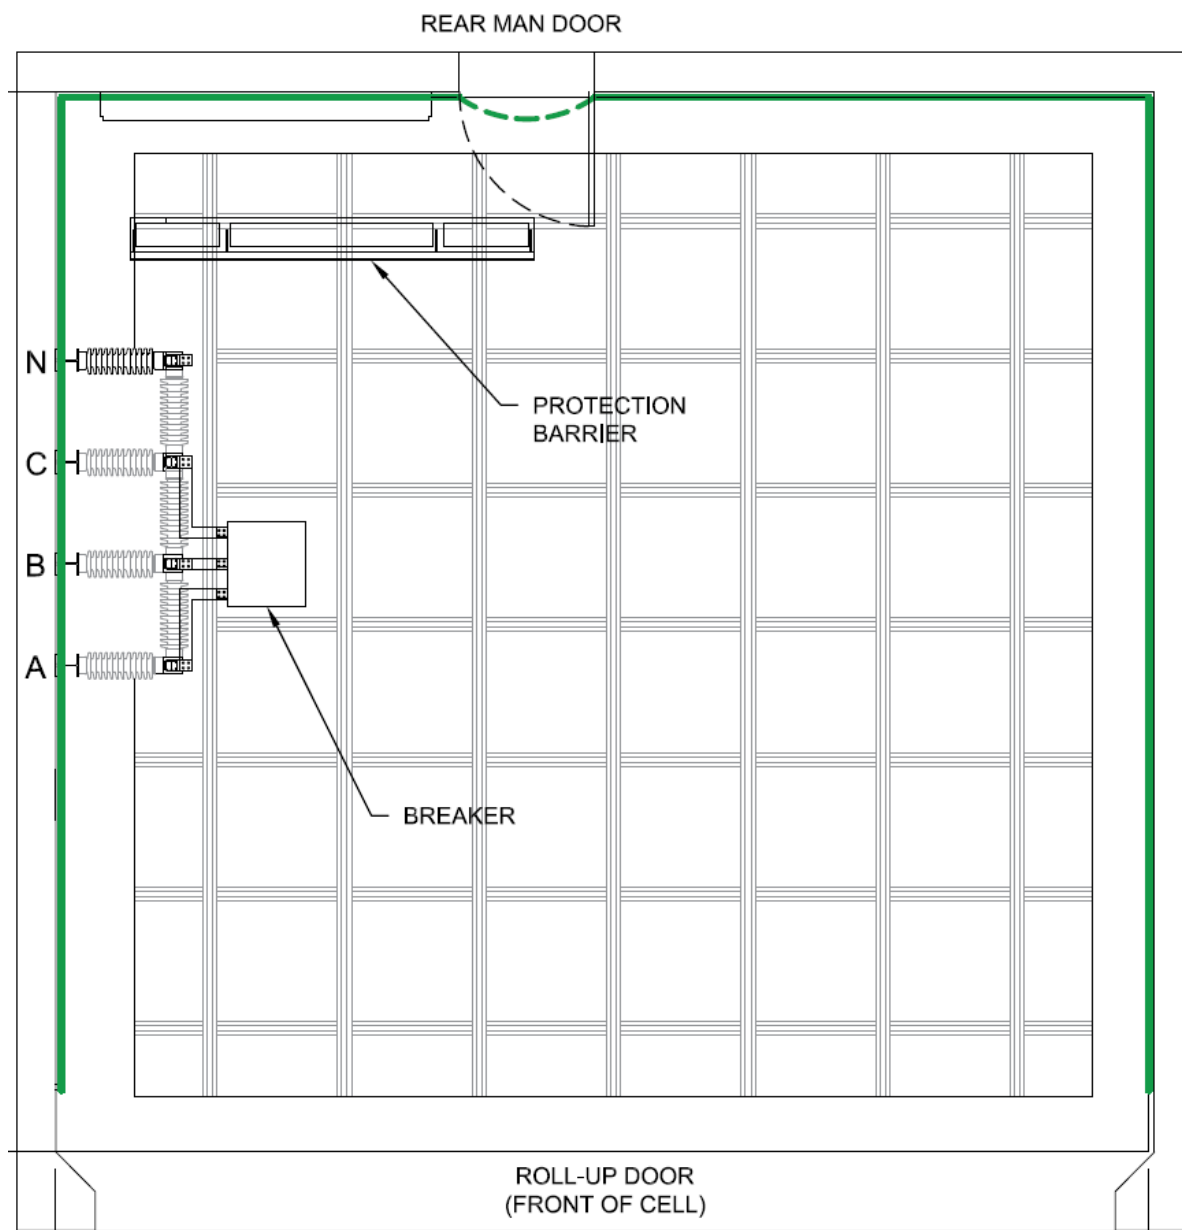 REAR MAN DOOR
N
PROTECTION
BARRIER
C
B
A
BREAKER
ROLL-UP DOOR
(FRONT OF CELL)